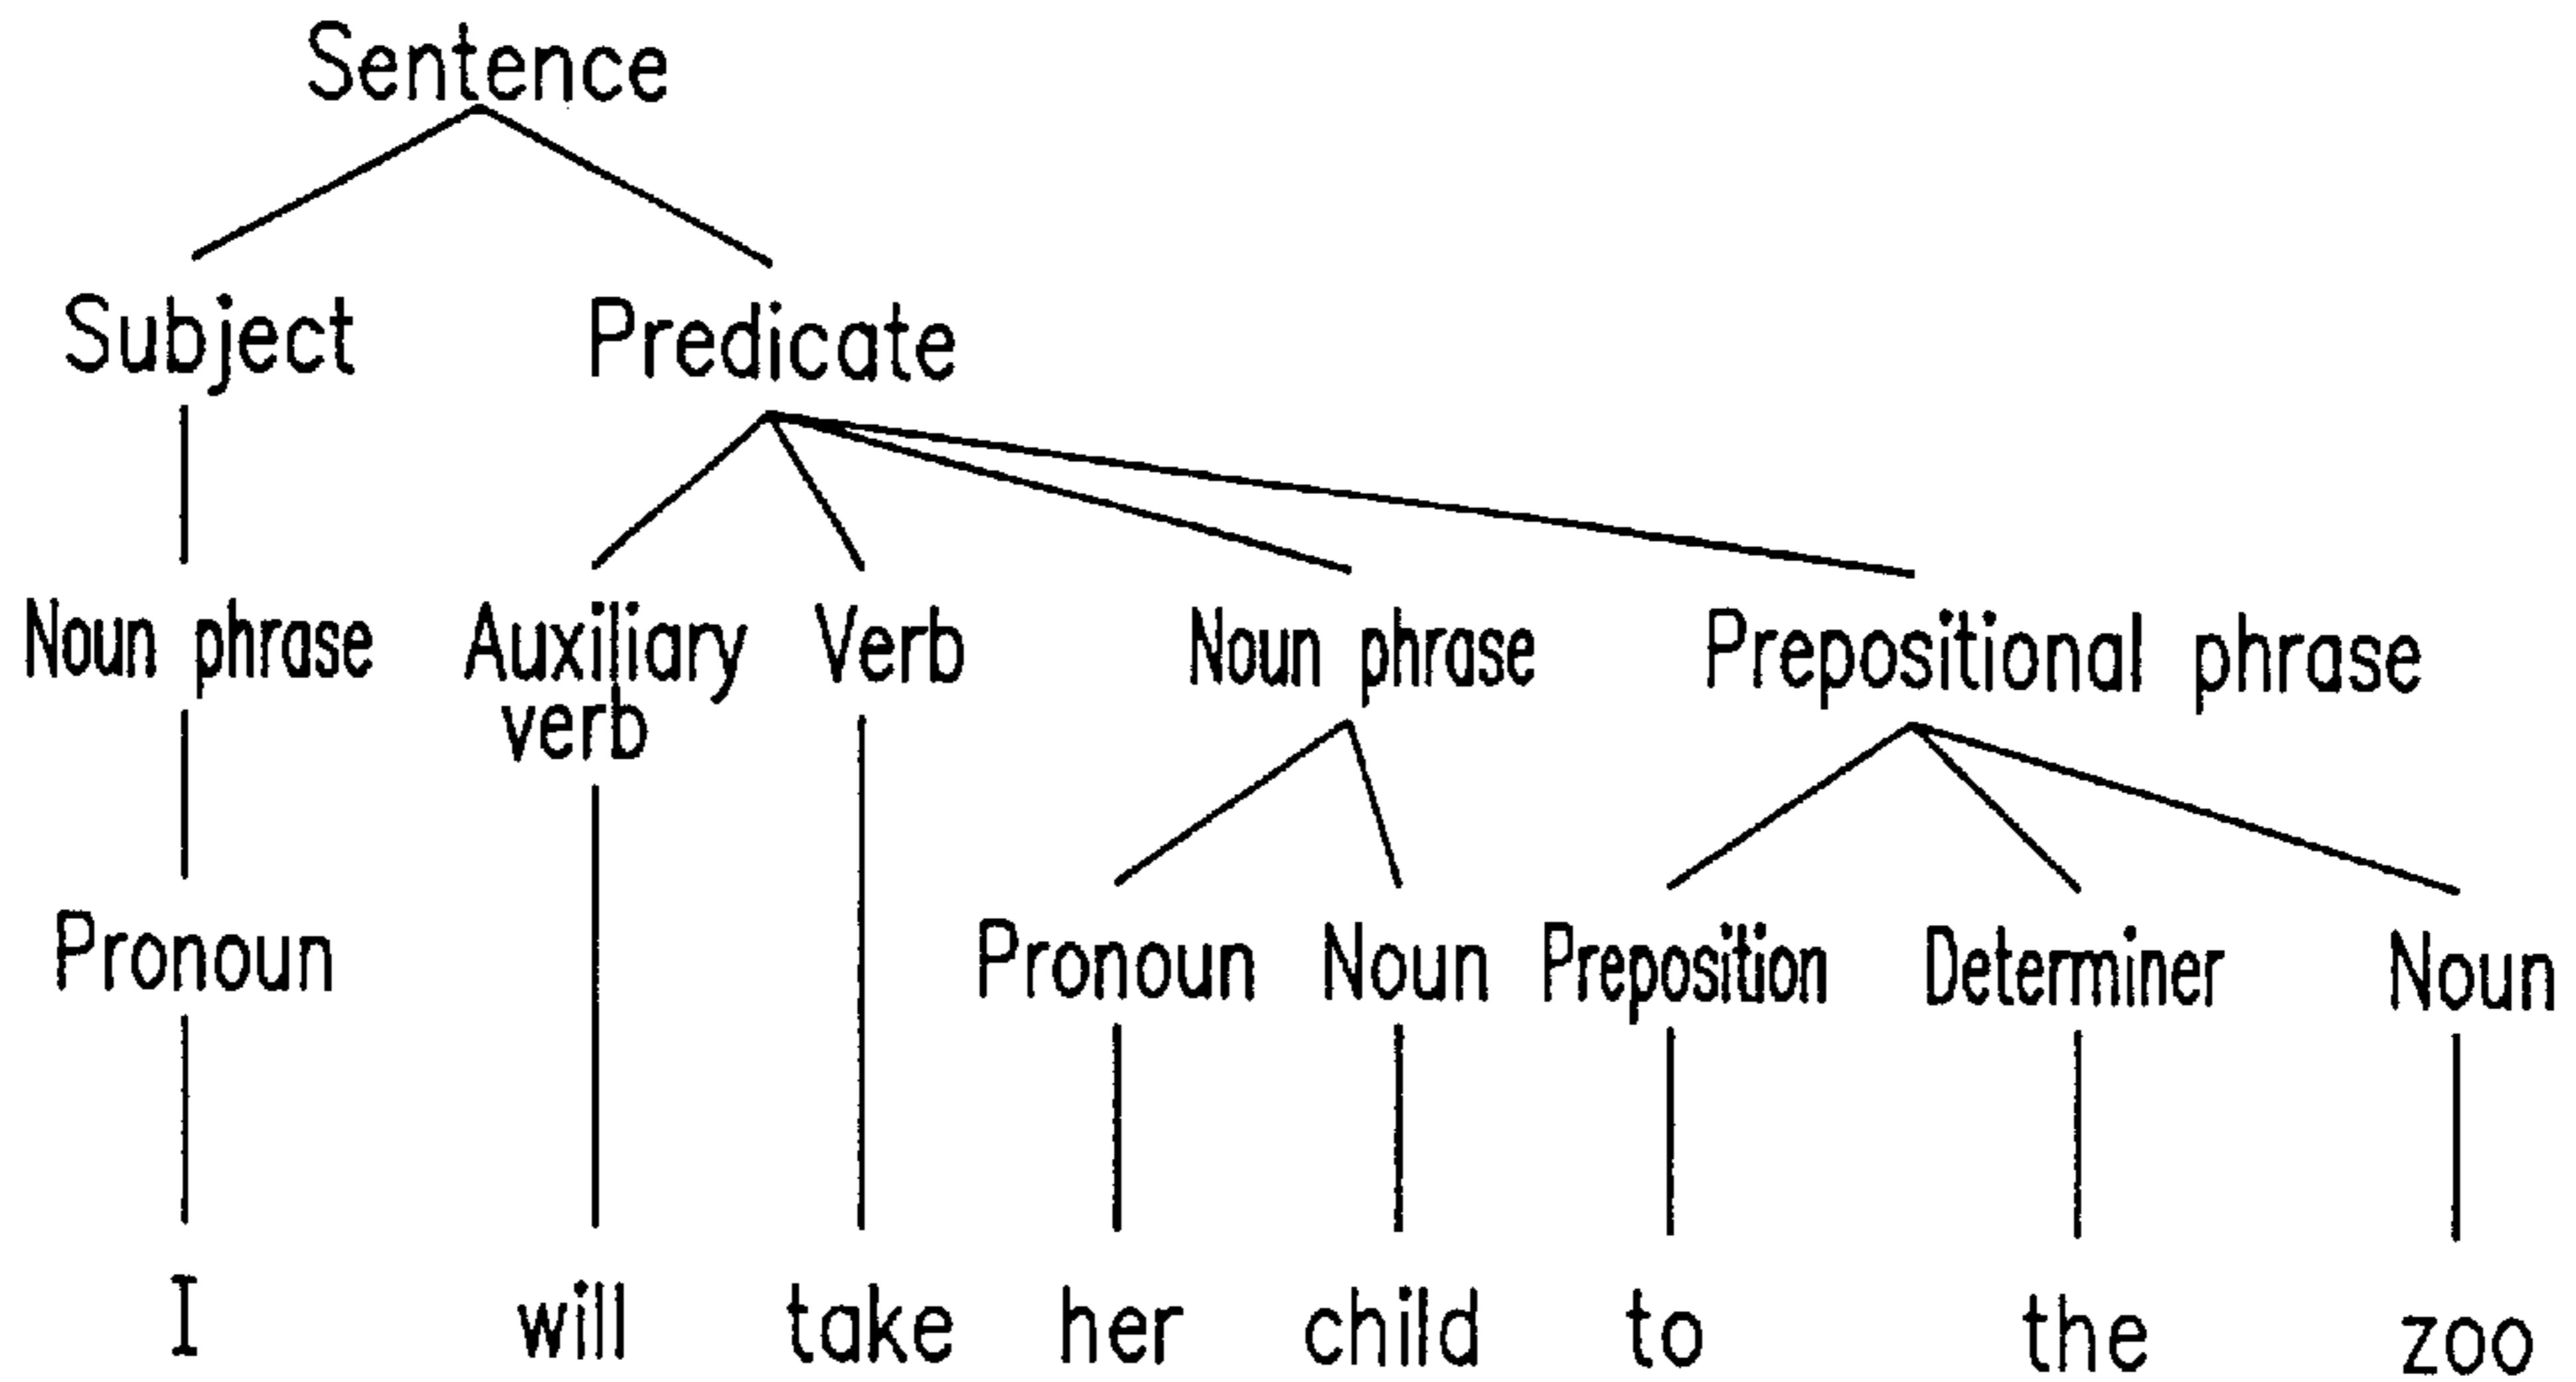 Sentence
Subject Predicate
Noun phrase Auxiliary verb Verb Noun phrase Prepositional phrase
Pronoun Pronoun Noun Preposition Determiner Noun
I will take her child to the zoo